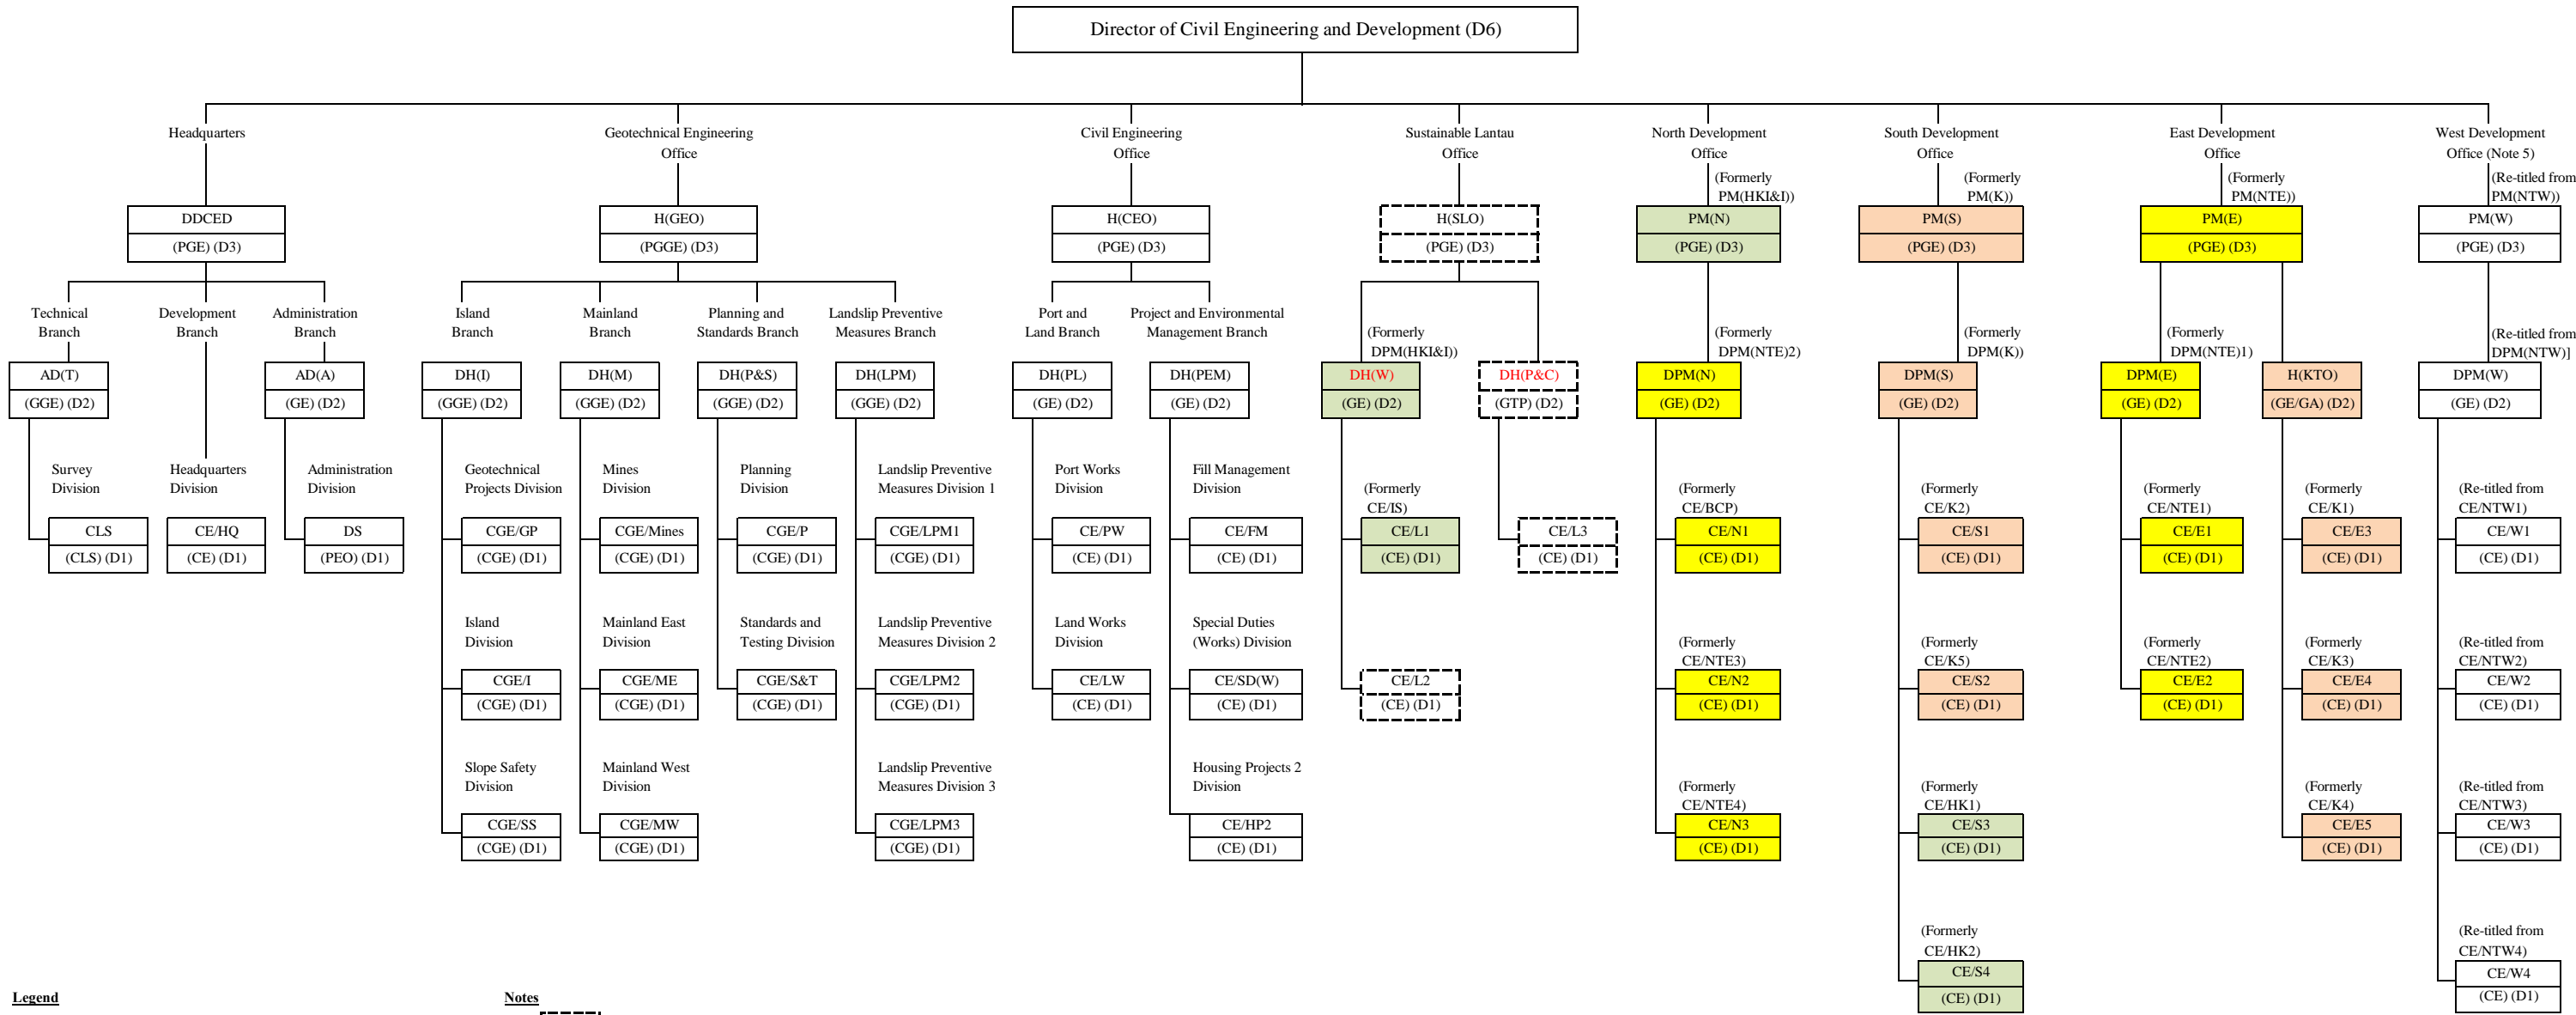 Director of Civil Engineering and Development (D6)
Headquarters
Geotechnical Engineering
Office
Civil Engineering
Office
Sustainable Lantau
Office
North Development
Office
South Development
Office
East Development
Office
West Development
Office (Note 5)
(Formerly
PM(HKI&I))
(Formerly
PM(K))
(Formerly
PM(NTE))
(Re-titled from
PM(NTW))
DDCED
(PGE) (D3)
H(GEO)
(PGGE) (D3)
H(CEO)
(PGE) (D3)
H(SLO)
(PGE) (D3)
PM(N)
(PGE) (D3)
PM(S)
(PGE) (D3)
PM(E)
(PGE) (D3)
PM(W)
(PGE) (D3)
Technical
Branch
Development
Branch
Administration
Branch
Island
Branch
Mainland
Branch
Planning and
Standards Branch
Landslip Preventive
Measures Branch
Port and
Land Branch
Project and Environmental
Management Branch
(Formerly
DPM(HKI&I))
(Formerly
DPM(NTE)2)
(Formerly
DPM(K))
(Formerly
DPM(NTE)1)
(Re-titled from
DPM(NTW)]
AD(T)
(GGE) (D2)
AD(A)
(GE) (D2)
DH(I)
(GGE) (D2)
DH(M)
(GGE) (D2)
DH(P&S)
(GGE) (D2)
DH(LPM)
(GGE) (D2)
DH(PL)
(GE) (D2)
DH(PEM)
(GE) (D2)
DH(W)
(GE) (D2)
DH(P&C)
(GTP) (D2)
DPM(N)
(GE) (D2)
DPM(S)
(GE) (D2)
DPM(E)
(GE) (D2)
H(KTO)
(GE/GA) (D2)
DPM(W)
(GE) (D2)
Survey
Division
Headquarters
Division
Administration
Division
Geotechnical
Projects Division
Mines
Division
Planning
Division
Landslip Preventive
Measures Division 1
Port Works
Division
Fill Management
Division
(Formerly
CE/IS)
(Formerly
CE/BCP)
(Formerly
CE/K2)
(Formerly
CE/NTE1)
(Formerly
CE/K1)
(Re-titled from
CE/NTW1)
CLS
(CLS) (D1)
CE/HQ
(CE) (D1)
DS
(PEO) (D1)
CGE/GP
(CGE) (D1)
CGE/Mines
(CGE) (D1)
CGE/P
(CGE) (D1)
CGE/LPM1
(CGE) (D1)
CE/PW
(CE) (D1)
CE/FM
(CE) (D1)
CE/L1
(CE) (D1)
CE/L3
(CE) (D1)
CE/N1
(CE) (D1)
CE/S1
(CE) (D1)
CE/E1
(CE) (D1)
CE/E3
(CE) (D1)
CE/W1
(CE) (D1)
Island
Division
Mainland East
Division
Standards and
Testing Division
Landslip Preventive
Measures Division 2
Land Works
Division
Special Duties
(Works) Division
(Formerly
CE/NTE3)
(Formerly
CE/K5)
(Formerly
CE/NTE2)
(Formerly
CE/K3)
(Re-titled from
CE/NTW2)
CGE/I
(CGE) (D1)
CGE/ME
(CGE) (D1)
CGE/S&T
(CGE) (D1)
CGE/LPM2
(CGE) (D1)
CE/LW
(CE) (D1)
CE/SD(W)
(CE) (D1)
CE/L2
(CE) (D1)
CE/N2
(CE) (D1)
CE/S2
(CE) (D1)
CE/E2
(CE) (D1)
CE/E4
(CE) (D1)
CE/W2
(CE) (D1)
Slope Safety
Division
Mainland West
Division
Landslip Preventive
Measures Division 3
Housing Projects 2
Division
(Formerly
CE/NTE4)
(Formerly
CE/HK1)
(Formerly
CE/K4)
(Re-titled from
CE/NTW3)
CGE/SS
(CGE) (D1)
CGE/MW
(CGE) (D1)
CGE/LPM3
(CGE) (D1)
CE/HP2
(CE) (D1)
CE/N3
(CE) (D1)
CE/S3
(CE) (D1)
CE/E5
(CE) (D1)
CE/W3
(CE) (D1)
(Formerly
CE/HK2)
(Re-titled from
CE/NTW4)
CE/S4
(CE) (D1)
CE/W4
(CE) (D1)
Legend
Notes